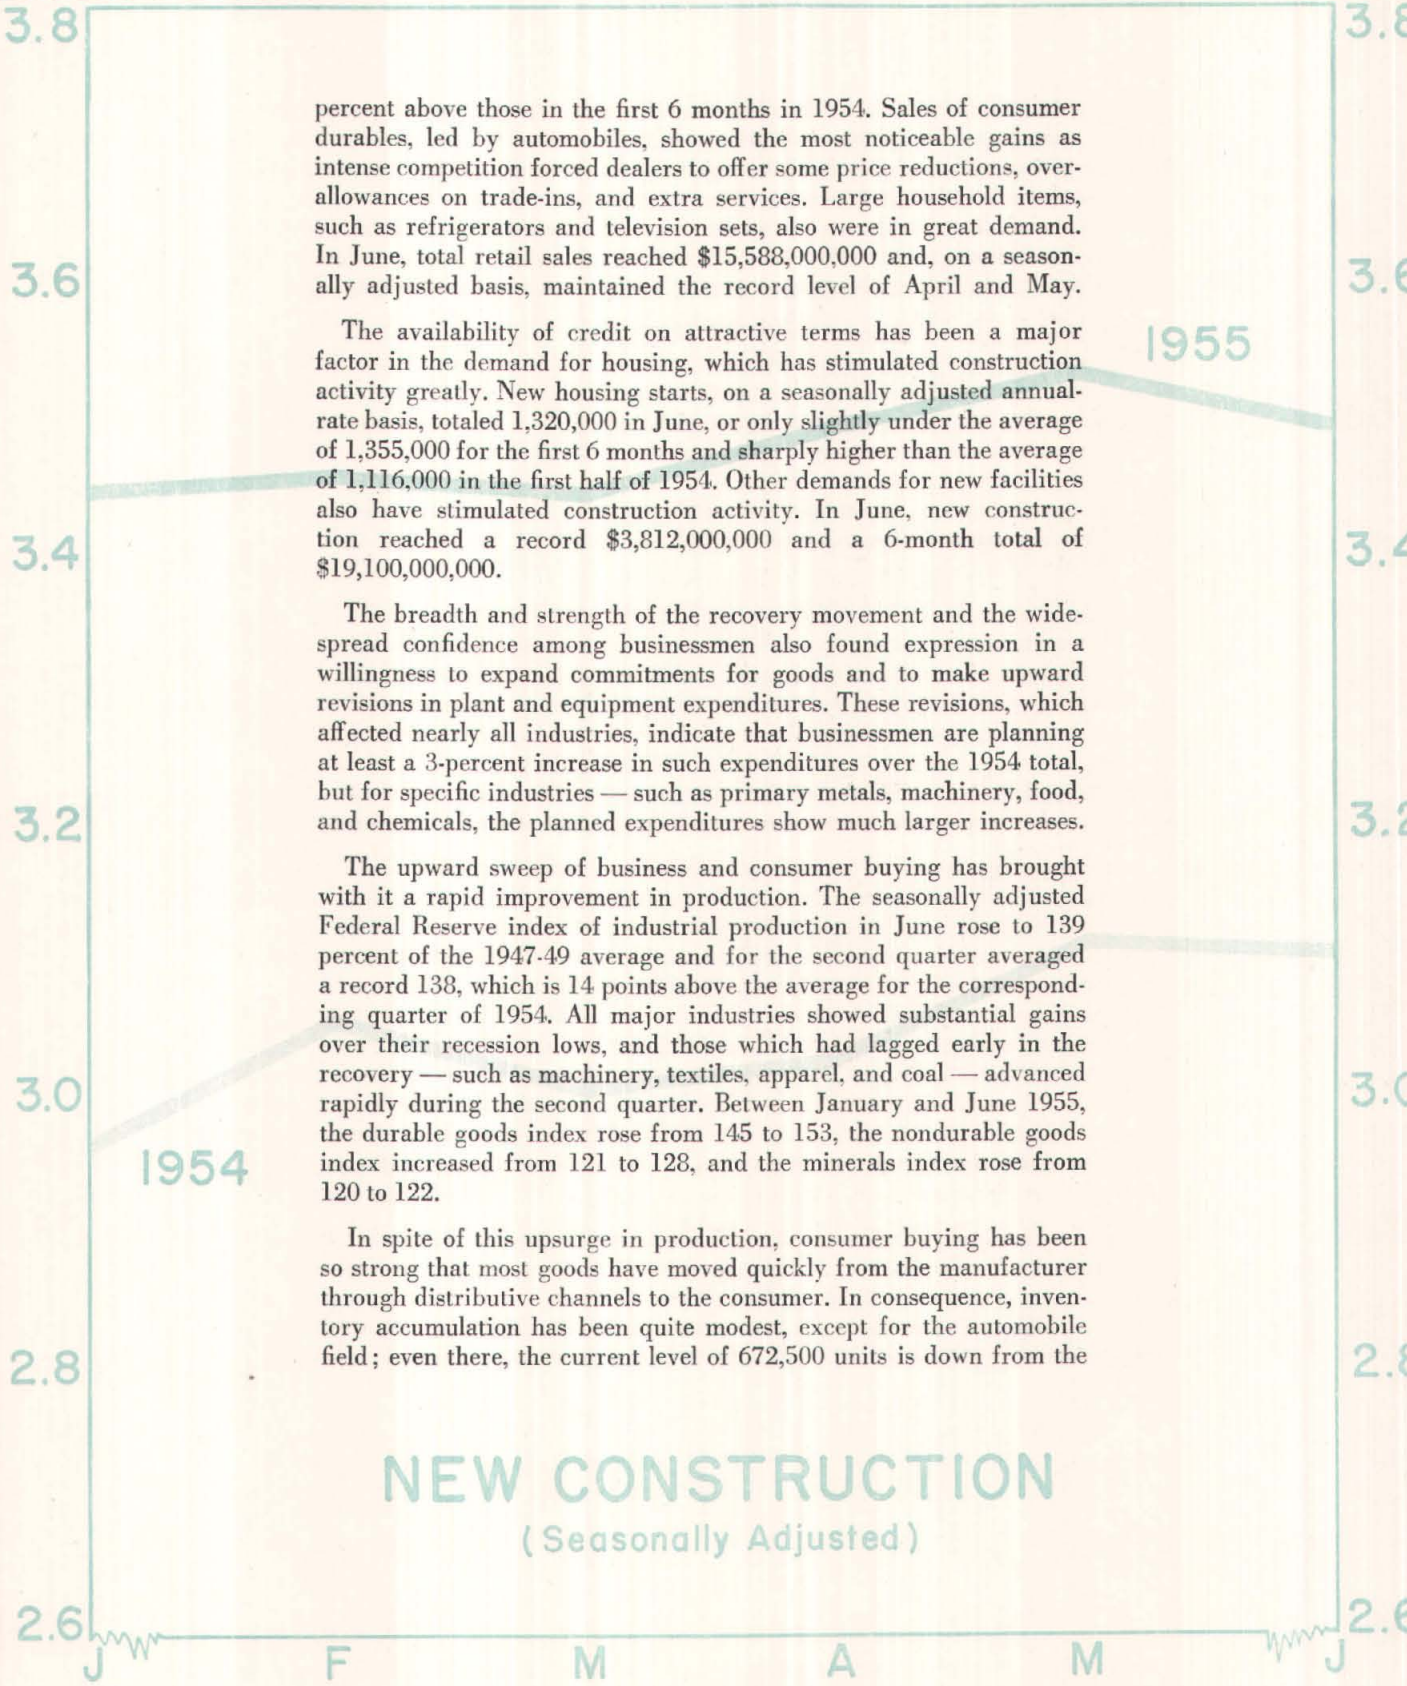 3.8
3.8
percent above those in the first 6 months in 1954. Sales of consumer
durables, led by automobiles, showed the most noticeable gains as
intense competition forced dealers to offer some price reductions, over-
allowances on trade-ins, and extra services. Large household items,
such as refrigerators and television sets, also were in great demand.
In June, total retail sales reached $15,588,000,000 and, on a season-
ally adjusted basis, maintained the record level of April and May.
3.6
3.6
The availability of credit on attractive terms has been a major
factor in the demand for housing, which has stimulated construction
activity greatly. New housing starts, on a seasonally adjusted annual-
rate basis, totaled 1,320,000 in June, or only slightly under the average
of 1,355,000 for the first 6 months and sharply higher than the average
of 1,116,000 in the first half of 1954. Other demands for new facilities
also have stimulated construction activity. In June, new construc-
tion reached a record $3,812,000,000 and a 6-month total of
$19,100,000,000.
1955
3.4
3.4
The breadth and strength of the recovery movement and the wide-
spread confidence among businessmen also found expression in a
willingness to expand commitments for goods and to make upward
revisions in plant and equipment expenditures. These revisions, which
affected nearly all industries, indicate that businessmen are planning
at least a 3-percent increase in such expenditures over the 1954 total,
but for specific industries — such as primary metals, machinery, food,
and chemicals, the planned expenditures show much larger increases.
3.2
3.2
The upward sweep of business and consumer buying has brought
with it a rapid improvement in production. The seasonally adjusted
Federal Reserve index of industrial production in June rose to 139
percent of the 1947-49 average and for the second quarter averaged
a record 138, which is 14 points above the average for the correspond-
ing quarter of 1954. All major industries showed substantial gains
over their recession lows, and those which had lagged early in the
recovery — such as machinery, textiles, apparel, and coal — advanced
rapidly during the second quarter. Between January and June 1955,
the durable goods index rose from 145 to 153, the nondurable goods
index increased from 121 to 128, and the minerals index rose from
120 to 122.
3.0
3.0
1954
In spite of this upsurge in production, consumer buying has been
so strong that most goods have moved quickly from the manufacturer
through distributive channels to the consumer. In consequence, inven-
tory accumulation has been quite modest, except for the automobile
field; even there, the current level of 672,500 units is down from the
2.8
2.8
NEW CONSTRUCTION
(Seasonally Adjusted)
2.6
2.6
J F M A M J